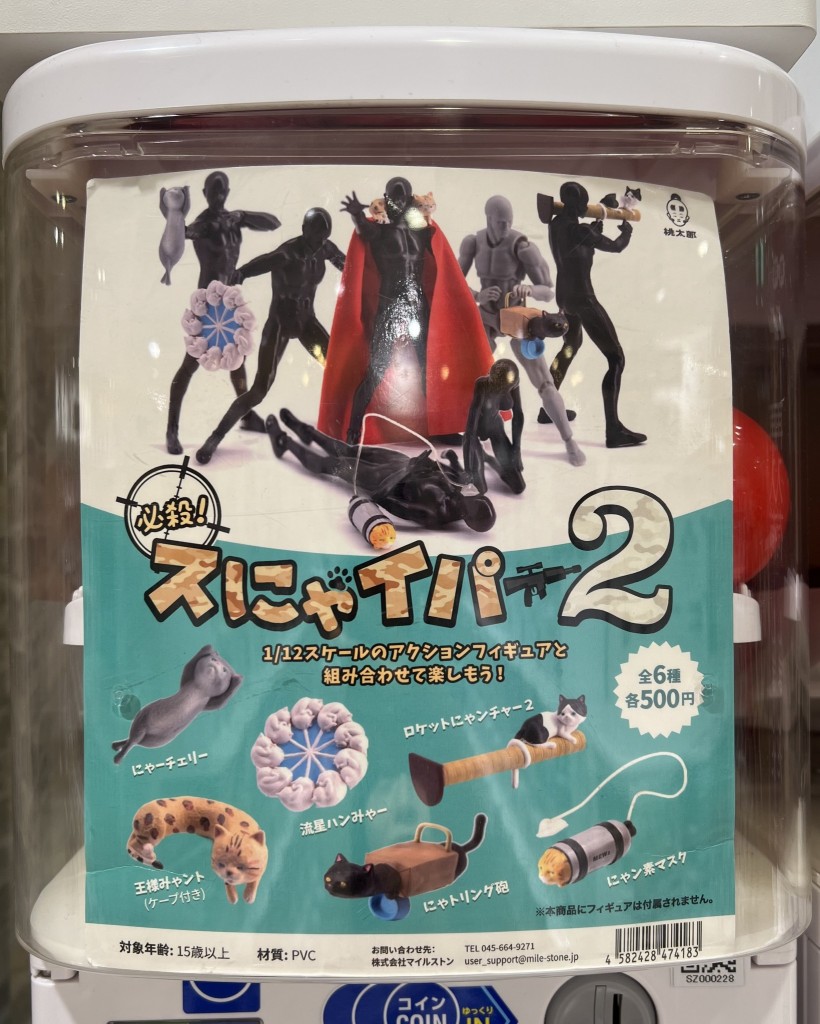 桃太郎
必殺!
スにゃイパー2
1/12スケールのアクションフィギュアと
組み合わせて楽しもう!
全6種
各500円
にゃーチェリー
流星ハンみゃー
ロケットにゃンチャー2
王様みゃント
(ケープ付き)
にゃトリング砲
MEW2
にゃン素マスク
※本商品にフィギュアは付属されません。
対象年齢: 15歳以上
材質: PVC
お問い合わせ先:
株式会社マイルストン
TEL 045-664-9271
user_support@mile-stone.jp
4 582428 474183
SZ000228
コイン
COIN
ゆっくり
IN